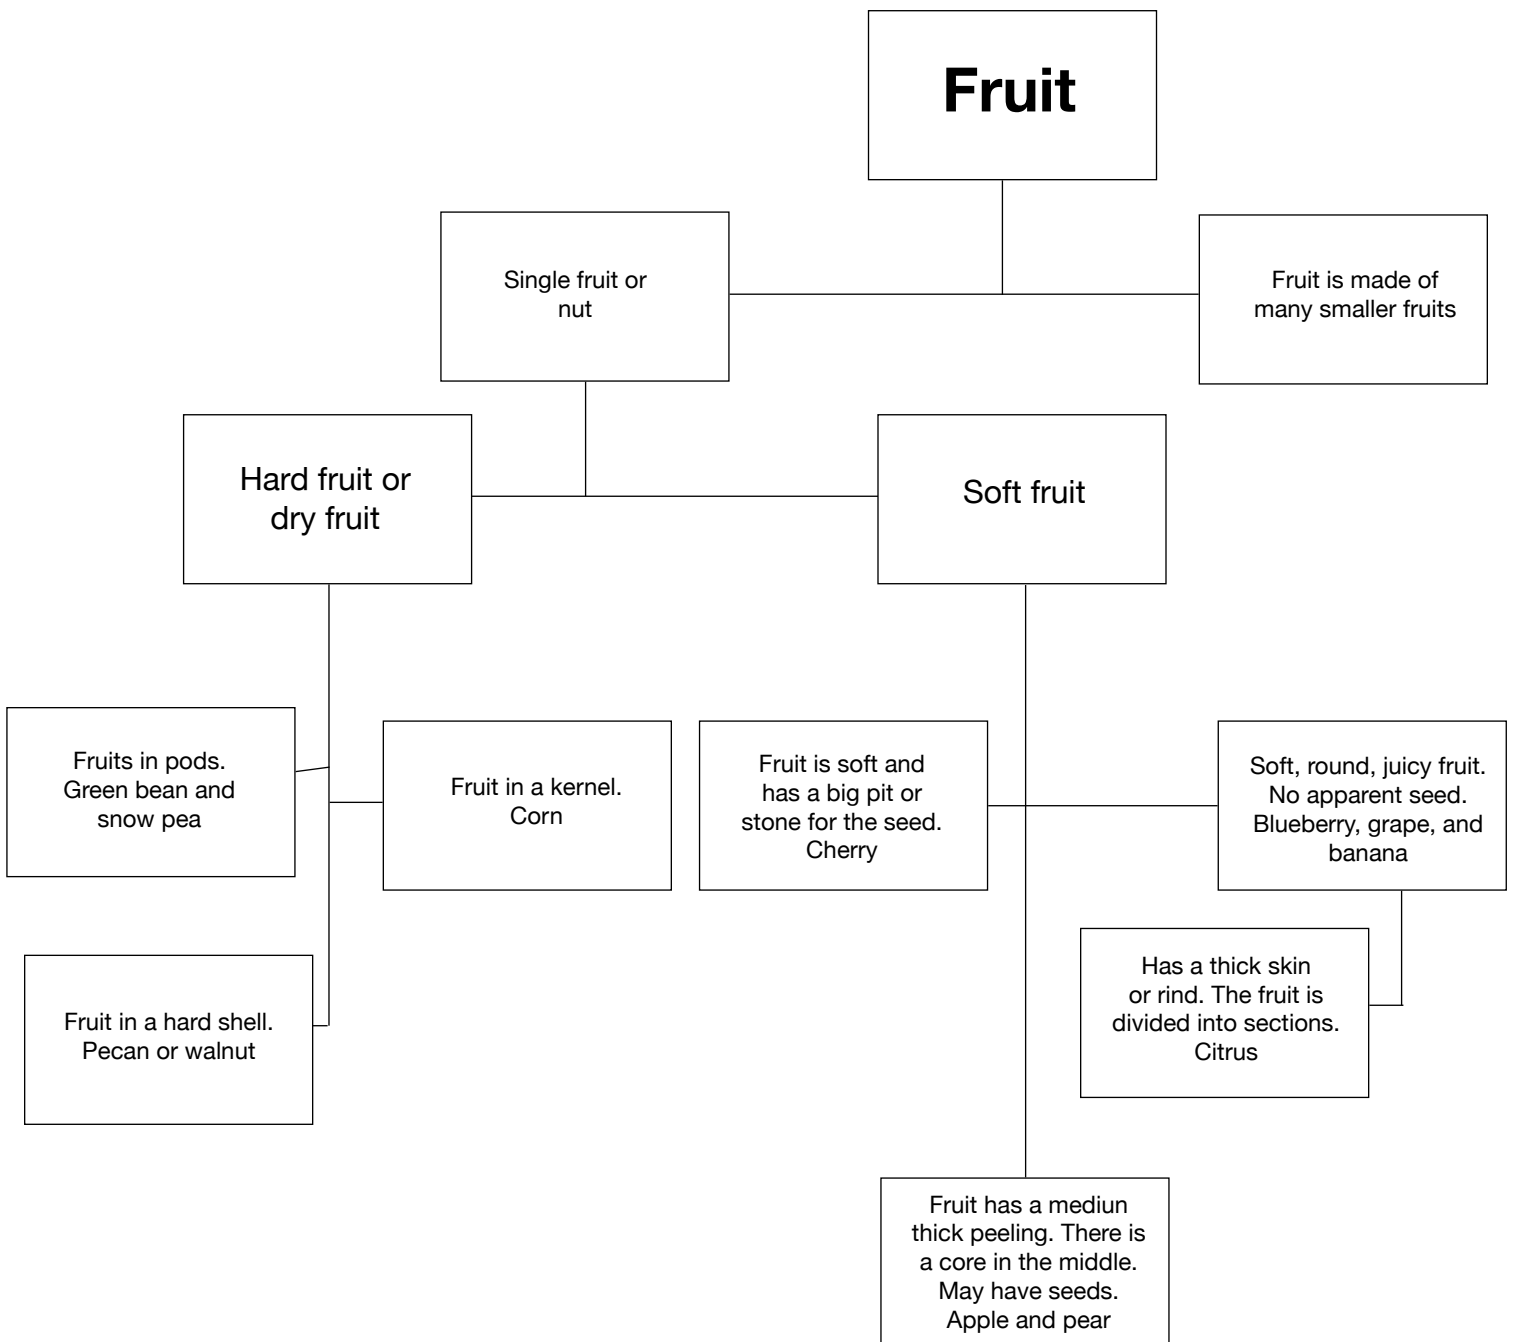 Fruit
Single fruit or
nut
Fruit is made of
many smaller fruits
Hard fruit or
dry fruit
Soft fruit
Fruits in pods.
Green bean and
snow pea
Fruit in a kernel.
Corn
Fruit is soft and
has a big pit or
stone for the seed.
Cherry
Soft, round, juicy fruit.
No apparent seed.
Blueberry, grape, and
banana
Fruit in a hard shell.
Pecan or walnut
Has a thick skin
or rind. The fruit is
divided into sections.
Citrus
Fruit has a mediun
thick peeling. There is
a core in the middle.
May have seeds.
Apple and pear